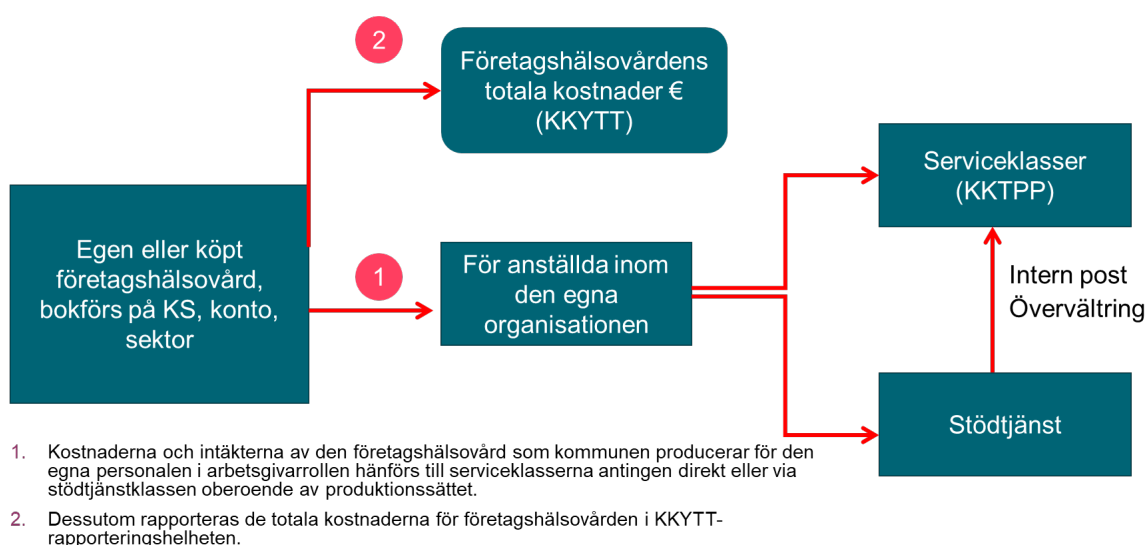 2
Företagshälsovårdens
totala kostnader €
(KKYTT)
Serviceklasser
(KKTPP)
Egen eller köpt
företagshälsovård,
bokförs på KS, konto,
sektor
1
För anställda inom
den egna
organisationen
Intern post
Övervältring
Stödtjänst
1. Kostnaderna och intäkterna av den företagshälsovård som kommunen producerar för den
egna personalen i arbetsgivarrollen hänförs till serviceklasserna antingen direkt eller via
stödtjänstklassen oberoende av produktionssättet.
2. Dessutom rapporteras de totala kostnaderna för företagshälsovården i KKYTT-
rapporteringshelheten.